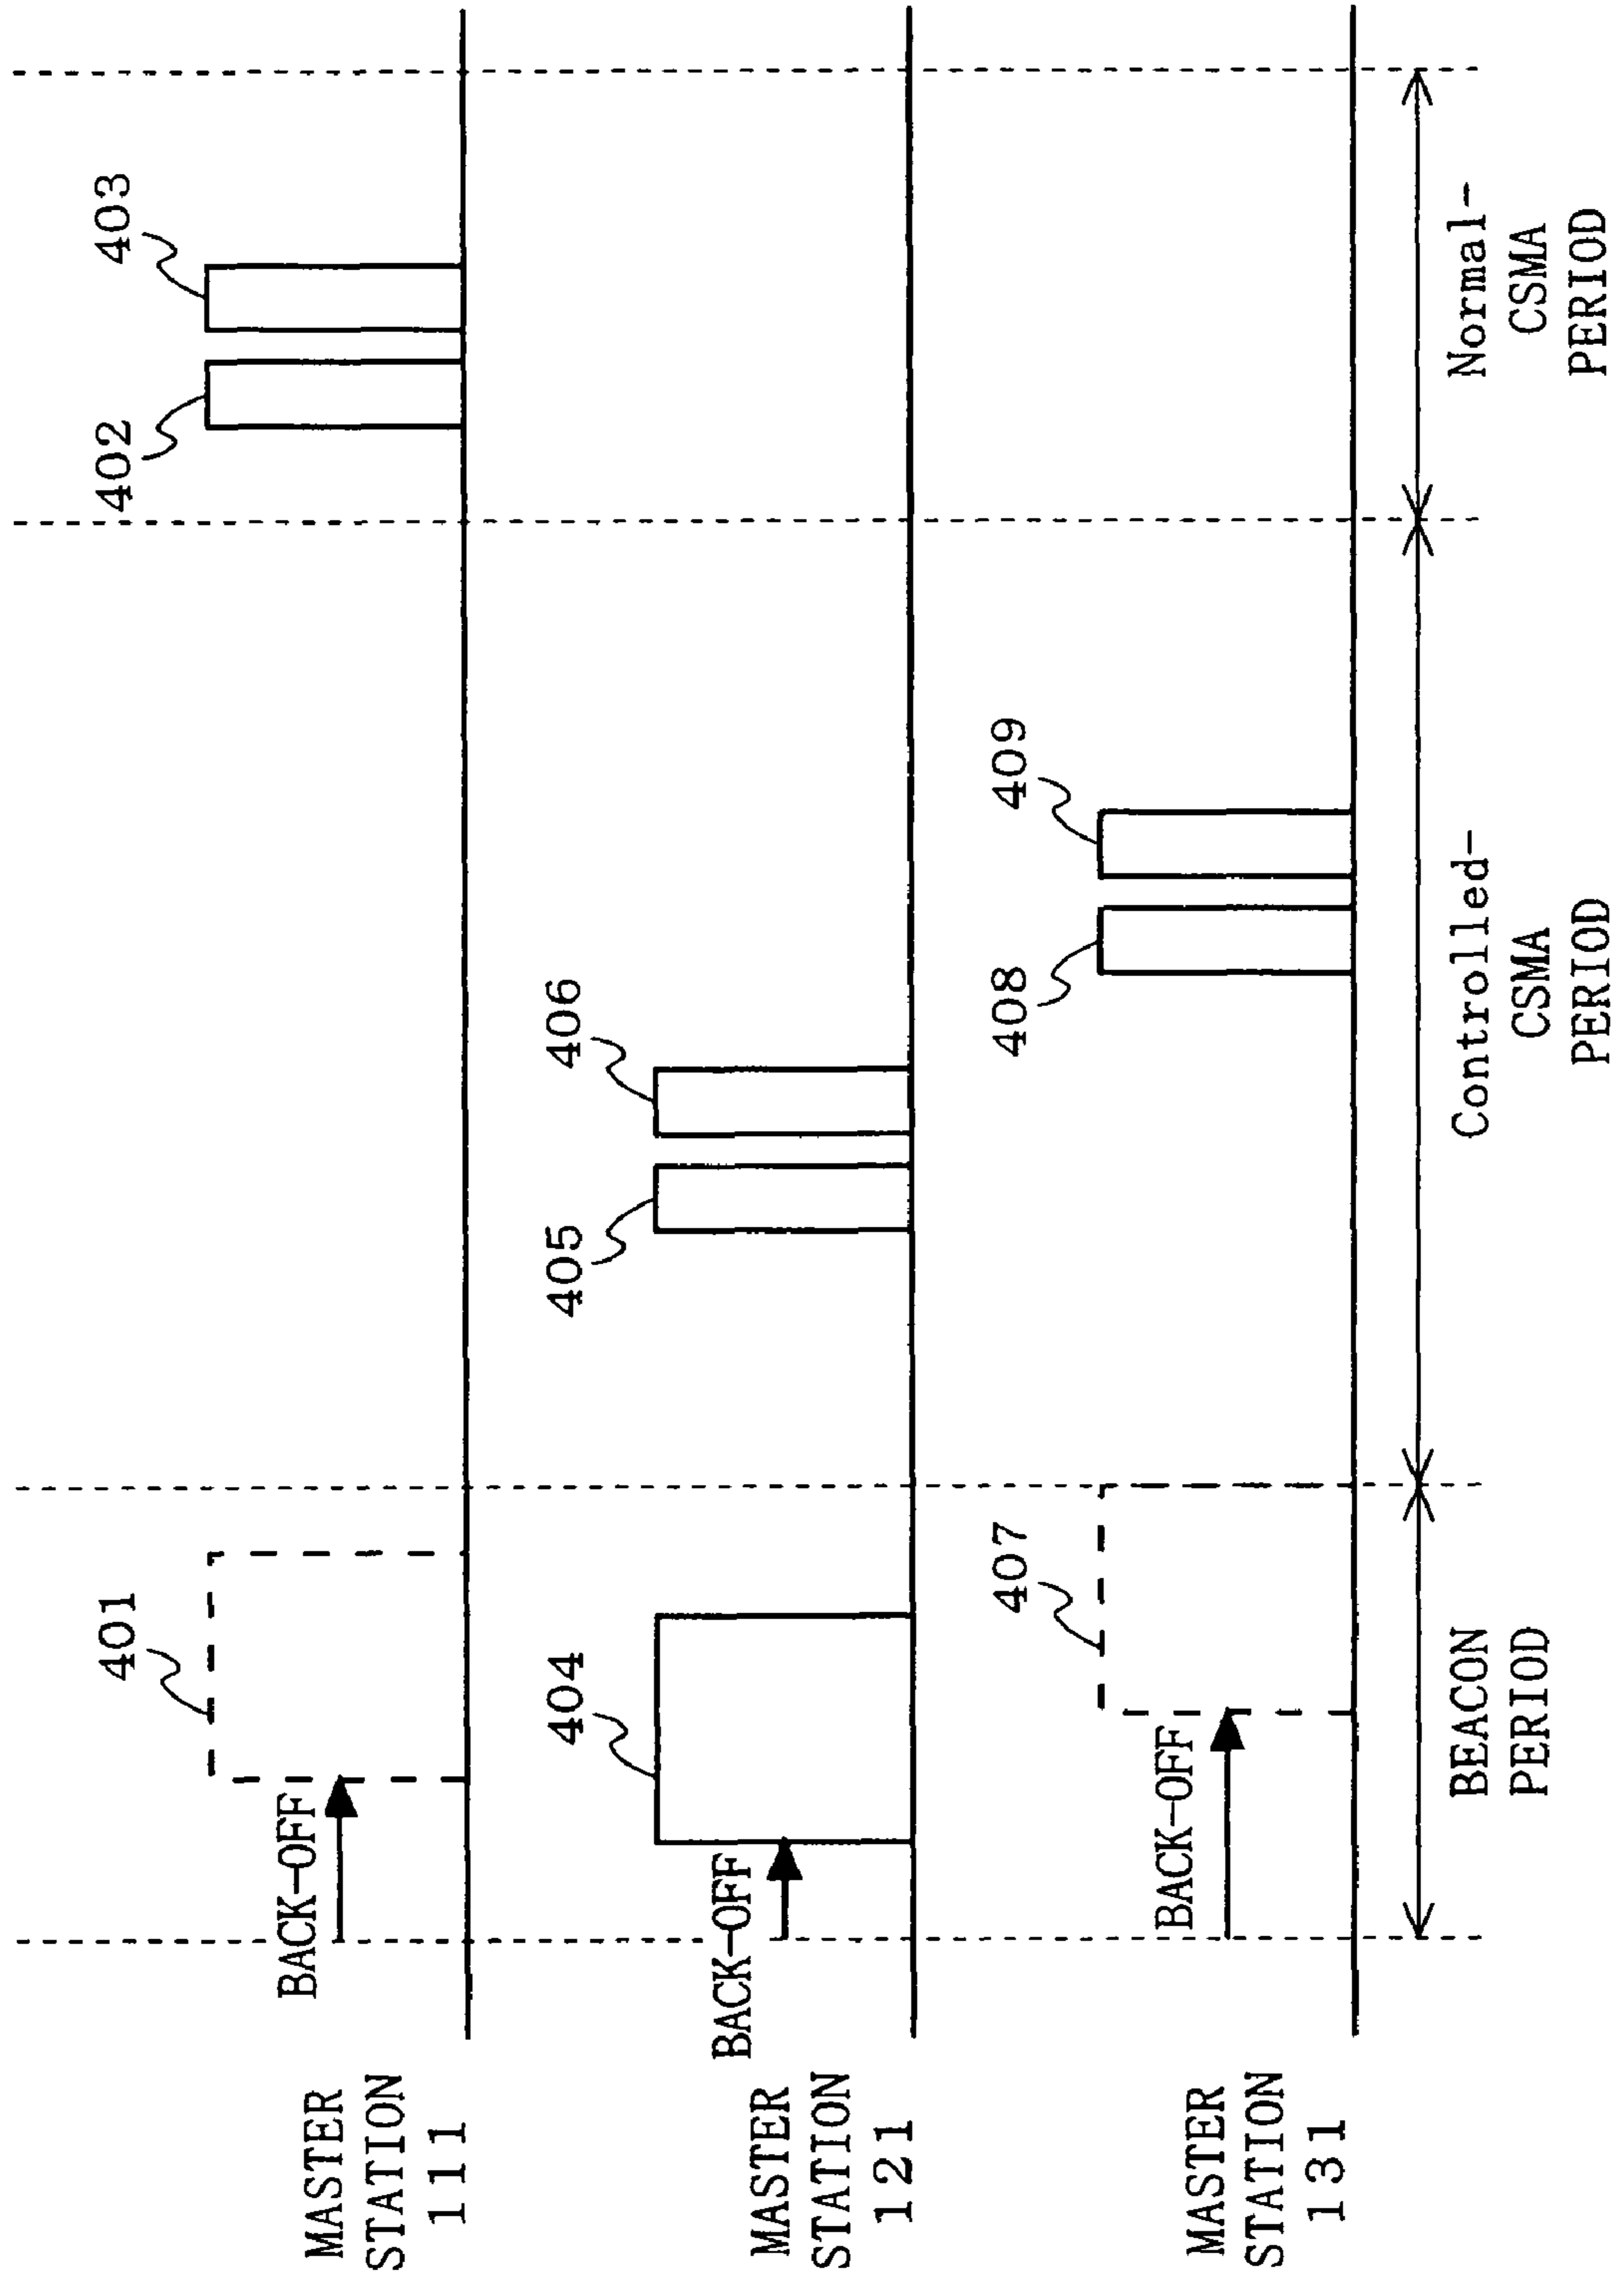 MASTER
STATION
111
BACK-OFF
401
402
403
MASTER
STATION
121
BACK-OFF
404
405
406
MASTER
STATION
131
BACK-OFF
407
408
409
BEACON
PERIOD
Controlled-
CSMA
PERIOD
Normal-
CSMA
PERIOD